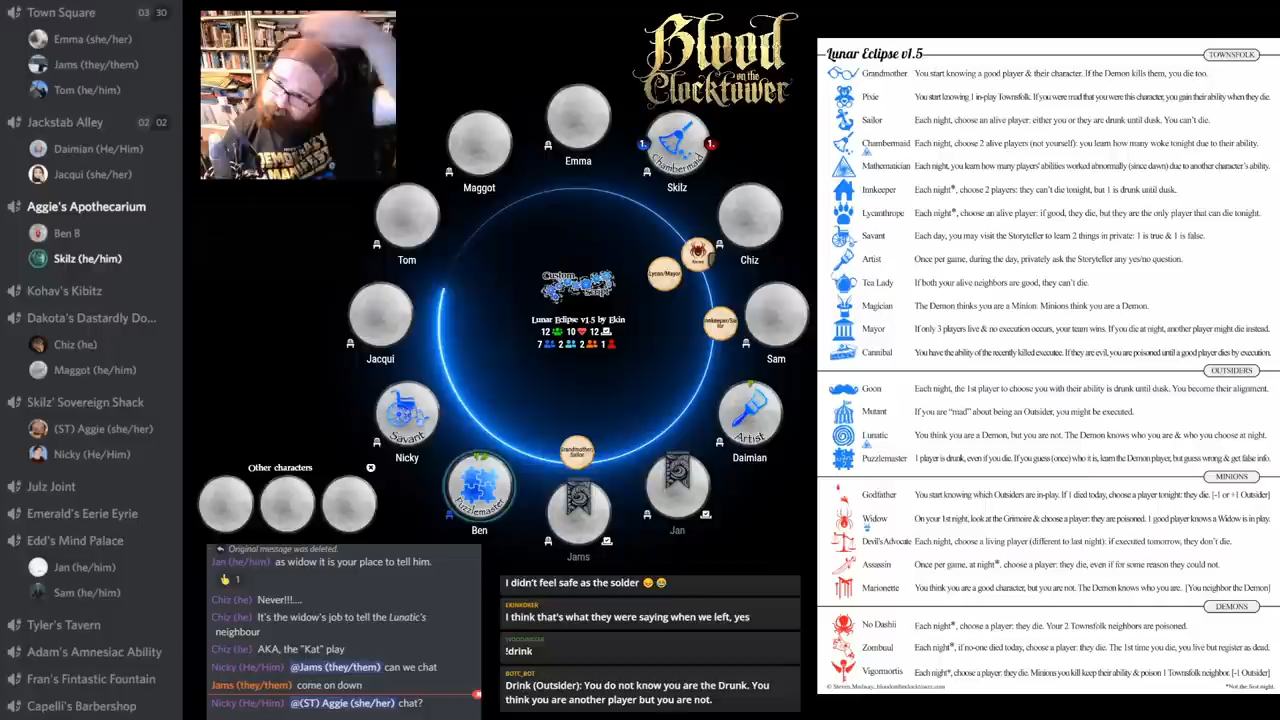 Town Square
03 30
Emma (she/her)
Jams (they/them)
Tom (he/him)
Jackstab Alley
02 02
Daimian (He/Him)
Jacqui (she/her)
Aggie's Apothecarium
Ben B
Skilz (he/him)
Kohav's Kibitz
Dakota's Dastardly Do...
Chiz (he)
Maggot (he/him)
Skilz' Sovereign Shack
(ST) Aggie (she/her)
Nicky (He/Him)
Julz Joint
Emerald's Eerie Eyrie
Edd's Mind Palace
Jan (he/him)
Sam (he/him)
Tyler's Tavern
Adam's Amnesiac Ability
Fran's Fintastic Fountain
Capelli's Barbershop
Blood
on the
Clocktower
Emma
Maggot
Chambermaid
1.
1.
Skilz
Tom
Chiz
Lycan/Mayor
Jacqui
Sam
Custom
Script
Lunar Eclipse v1.5 by Ekin
12 10 12
7 2 2 1
Savant
Nicky
Artist
Daimian
Puzzlemaster
Ben
Jams
Jan
Other characters
Original message was deleted.
Jan (he/him) as widow it is your place to tell him.
1
Chiz (he) Never!!!....
Chiz (he) It's the widow's job to tell the Lunatic's
neighbour
Chiz (he) AKA, the "Kat" play
Nicky (He/Him) @Jams (they/them) can we chat
Jams (they/them) come on down
Nicky (He/Him) @(ST) Aggie (she/her) chat?
I didn't feel safe as the solder
EKINOKER
I think that's what they were saying when we left, yes
!drink
BOTC_BOT
Drink (Outsider): You do not know you are the Drunk. You
think you are another player but you are not.
Lunar Eclipse v1.5
TOWNSFOLK
Grandmother You start knowing a good player & their character. If the Demon kills them, you die too.
Pixie You start knowing 1 in-play Townsfolk. If you were mad that you were this character, you gain their ability when they die.
Sailor Each night, choose an alive player: either you or they are drunk until dusk. You can't die.
Chambermaid Each night, choose 2 alive players (not yourself): you learn how many woke tonight due to their ability.
Mathematician Each night, you learn how many players' abilities worked abnormally (since dawn) due to another character's ability.
Innkeeper Each night*, choose 2 players: they can't die tonight, but 1 is drunk until dusk.
Lycanthrope Each night*, choose an alive player: if good, they die, but they are the only player that can die tonight.
Savant Each day, you may visit the Storyteller to learn 2 things in private: 1 is true & 1 is false.
Artist Once per game, during the day, privately ask the Storyteller any yes/no question.
Tea Lady If both your alive neighbors are good, they can't die.
Magician The Demon thinks you are a Minion. Minions think you are a Demon.
Mayor If only 3 players live & no execution occurs, your team wins. If you die at night, another player might die instead.
Cannibal You have the ability of the recently killed executee. If they are evil, you are poisoned until a good player dies by execution.
OUTSIDERS
Goon Each night, the 1st player to choose you with their ability is drunk until dusk. You become their alignment.
Mutant If you are "mad" about being an Outsider, you might be executed.
Lunatic You think you are a Demon, but you are not. The Demon knows who you are & who you choose at night.
Puzzlemaster 1 player is drunk, even if you die. If you guess (once) who it is, learn the Demon player, but guess wrong & get false info.
MINIONS
Godfather You start knowing which Outsiders are in-play. If 1 died today, choose a player tonight: they die. [-1 or +1 Outsider]
Widow On your 1st night, look at the Grimoire & choose a player: they are poisoned. 1 good player knows a Widow is in play.
Devil's Advocate Each night, choose a living player (different to last night): if executed tomorrow, they don't die.
Assassin Once per game, at night*, choose a player: they die, even if for some reason they could not.
Marionette You think you are a good character, but you are not. The Demon knows who you are. [You neighbor the Demon]
DEMONS
No Dashii Each night*, choose a player: they die. Your 2 Townsfolk neighbors are poisoned.
Zombuul Each night*, if no-one died today, choose a player: they die. The 1st time you die, you live but register as dead.
Vigormortis Each night*, choose a player: they die. Minions you kill keep their ability & poison 1 Townsfolk neighbor. [-1 Outsider]
© Steven Medway, bloodontheclocktower.com
*Not the first night.